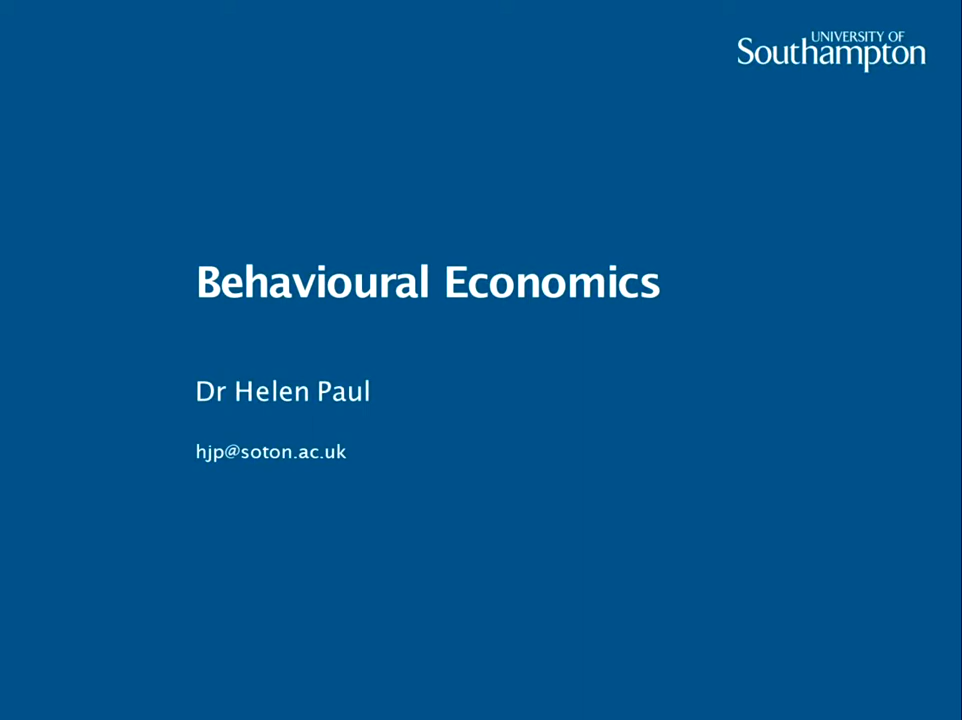 UNIVERSITY OF
Southampton
Behavioural Economics
Dr Helen Paul
hjp@soton.ac.uk